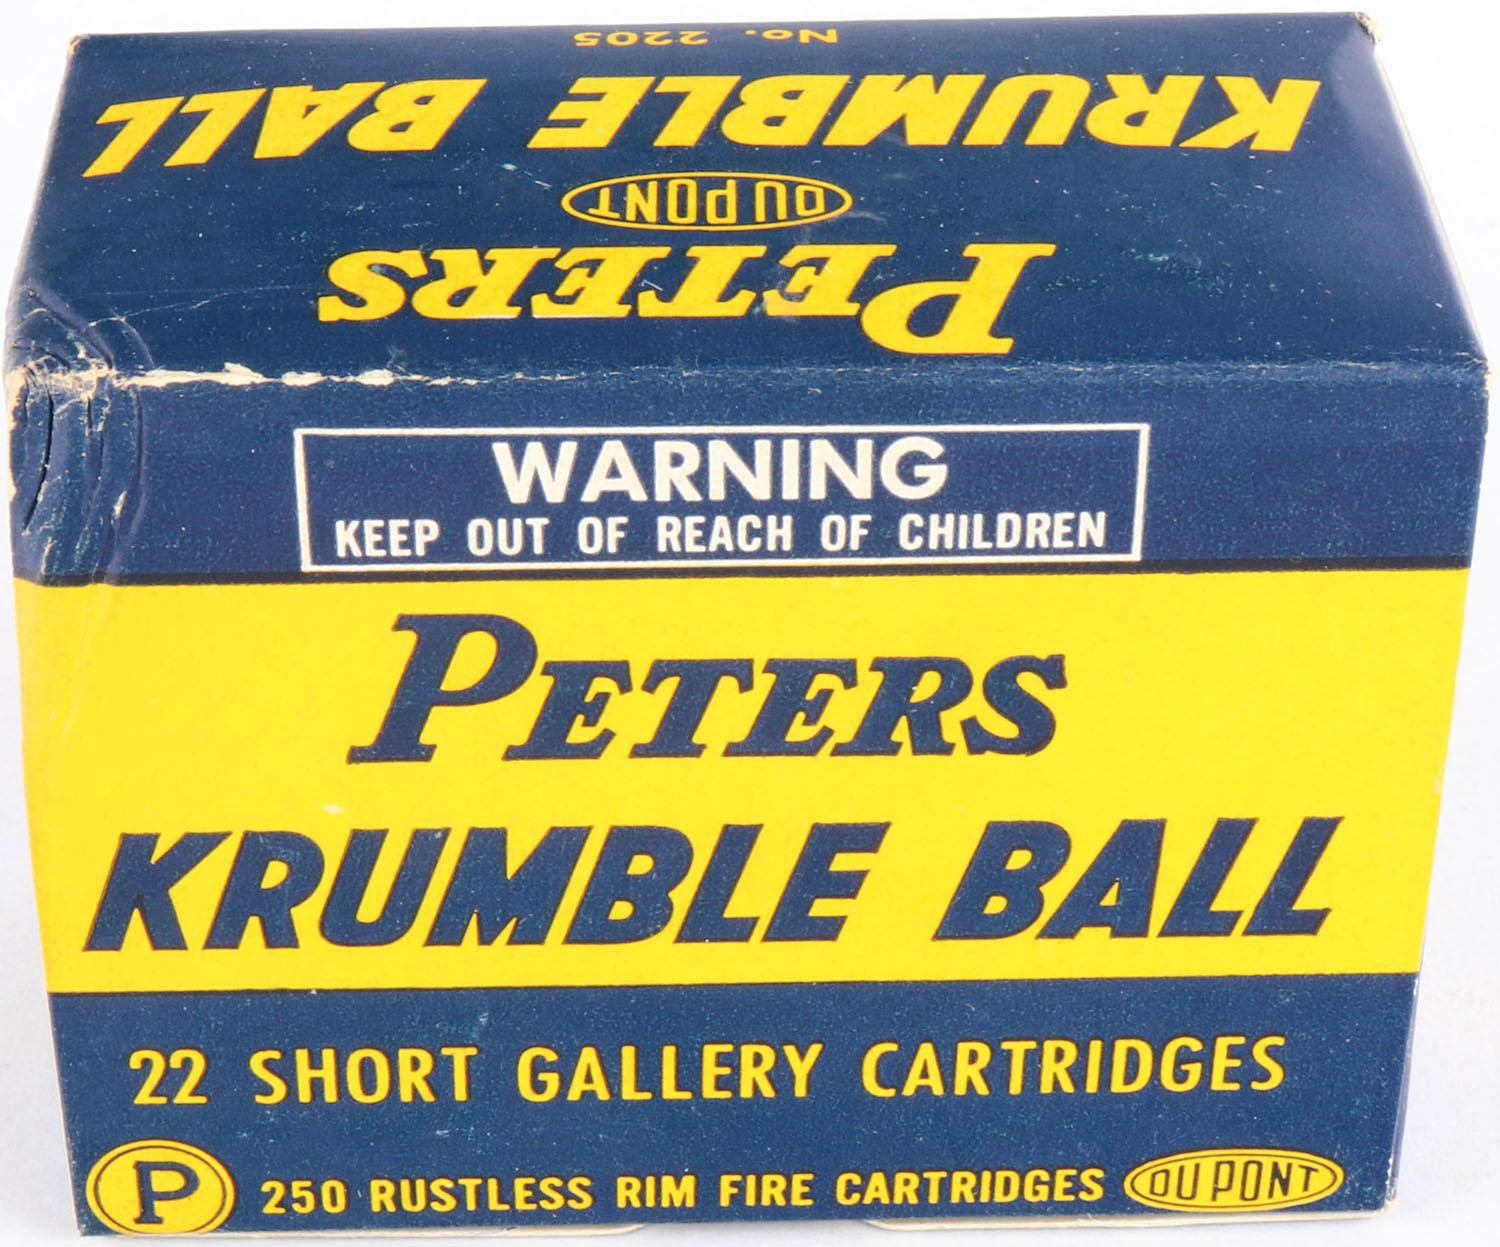 No. 2205
KRUMBLE BALL
DU PONT
PETERS
WARNING
KEEP OUT OF REACH OF CHILDREN
PETERS
KRUMBLE BALL
22 SHORT GALLERY CARTRIDGES
P 250 RUSTLESS RIM FIRE CARTRIDGES DU PONT